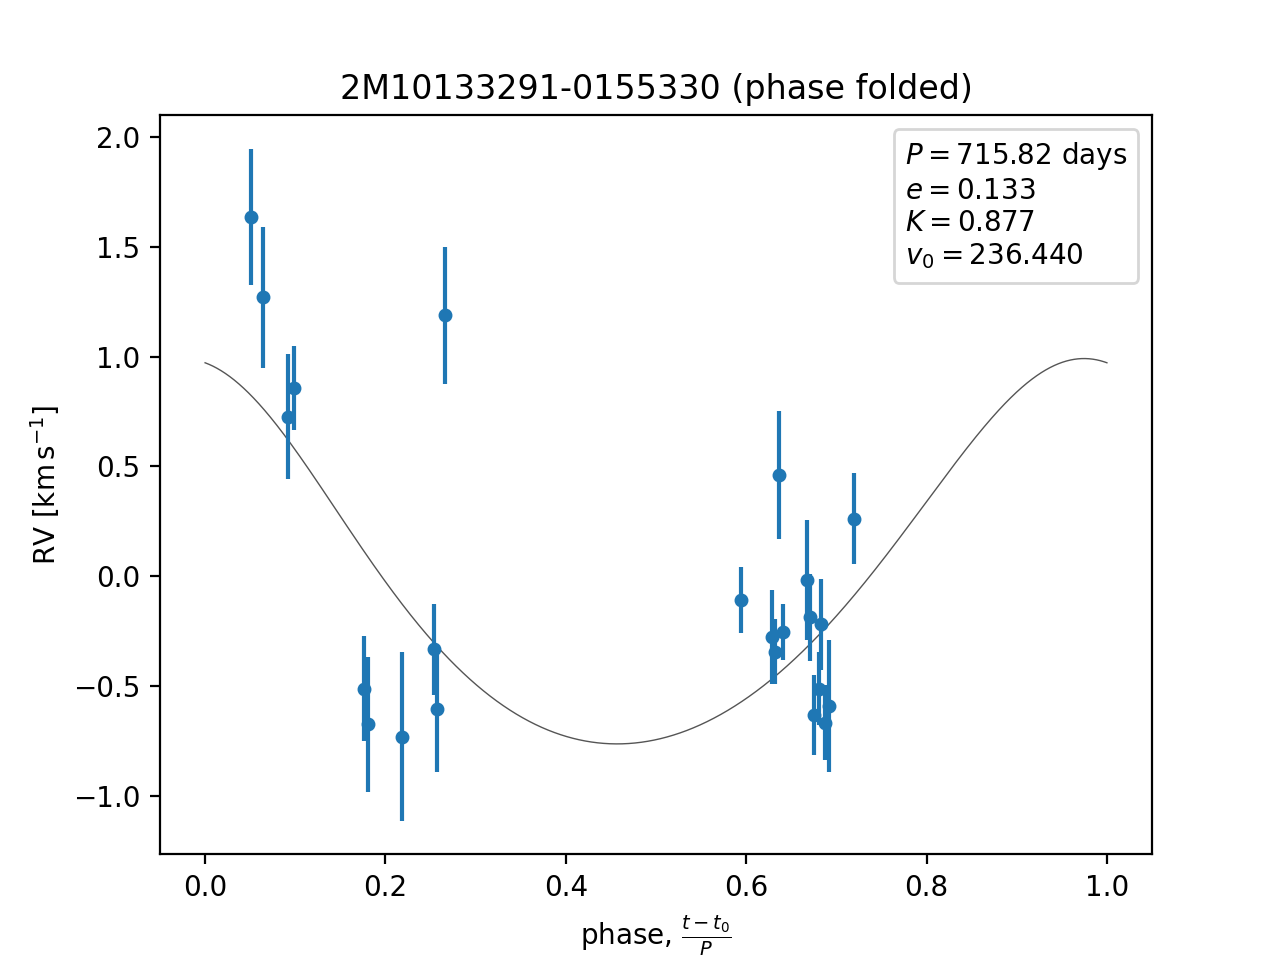 2M10133291-0155330 (phase folded)
P = 715.82 days
e = 0.133
K = 0.877
v₀ = 236.440
2.0
1.5
1.0
0.5
0.0
−0.5
−1.0
RV [km s⁻¹]
0.0 0.2 0.4 0.6 0.8 1.0
phase, (t − t₀)/P